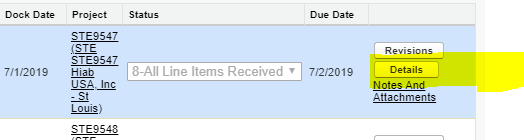 Dock Date Project Status Due Date
STE9547
(STE
STE9547
Hiab
USA, Inc
- St
Louis)
7/1/2019
8-All Line Items Received
7/2/2019
Revisions
Details
Notes And
Attachments
STE9548
(STE